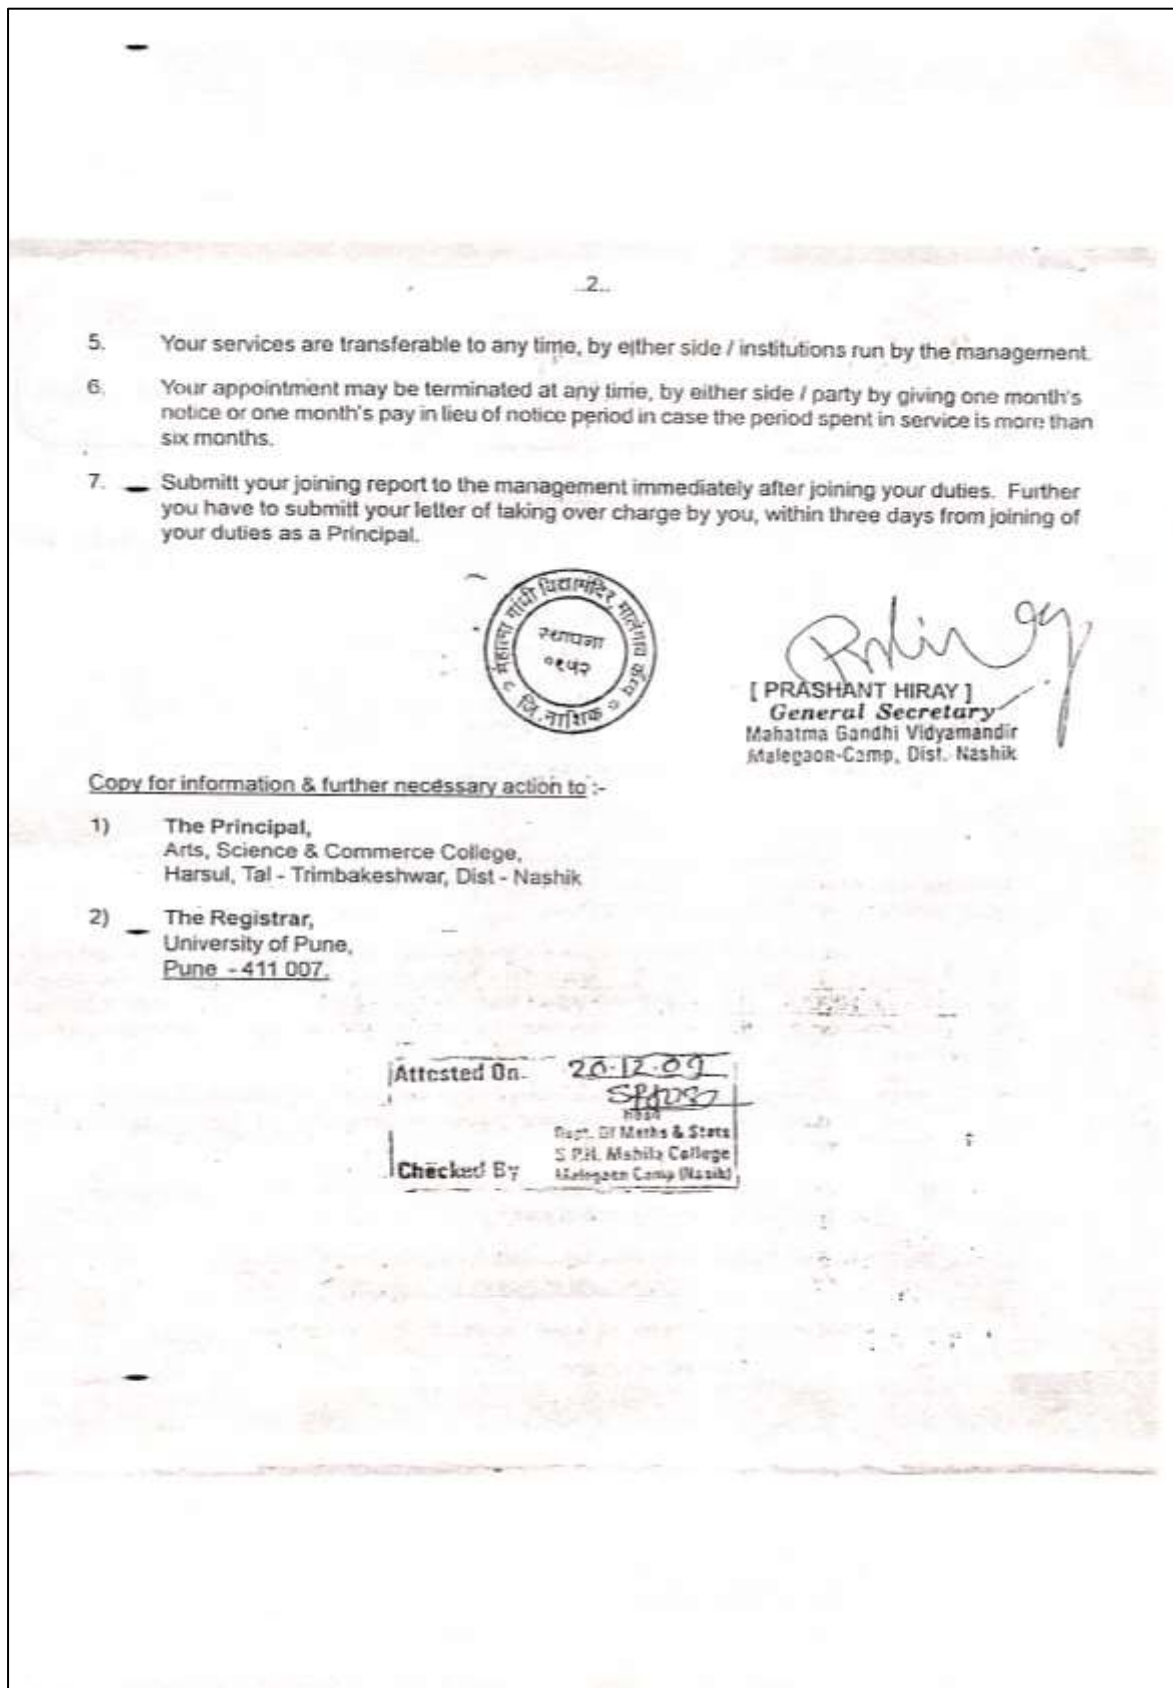 ..2..
5. Your services are transferable to any time, by either side / institutions run by the management.
6. Your appointment may be terminated at any time, by either side / party by giving one month's
notice or one month's pay in lieu of notice period in case the period spent in service is more than
six months.
7. Submitt your joining report to the management immediately after joining your duties. Further
you have to submitt your letter of taking over charge by you, within three days from joining of
your duties as a Principal.
महात्मा गांधी विद्यामंदिर, मालेगांव कॅम्प
जि. नाशिक
स्थापना
१९५२
[ PRASHANT HIRAY ]
General Secretary
Mahatma Gandhi Vidyamandir
Malegaon-Camp, Dist. Nashik
Copy for information & further necessary action to :-
1) The Principal,
Arts, Science & Commerce College,
Harsul, Tal - Trimbakeshwar, Dist - Nashik
2) The Registrar,
University of Pune,
Pune - 411 007.
Attested On. 20.12.09
Head
Dept. Of Maths & Stats
S.P.H. Mahila College
Checked By Malegaon Camp (Nasik)